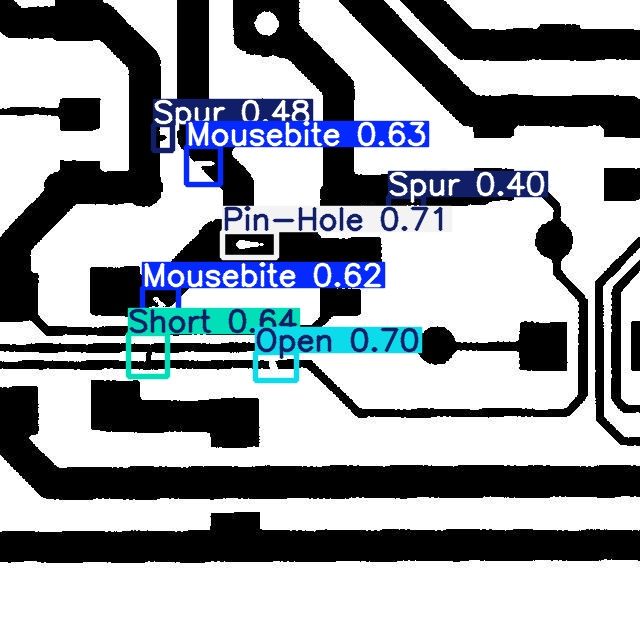 Spur 0.48
Mousebite 0.63
Spur 0.40
Pin-Hole 0.71
Mousebite 0.62
Short 0.64
Open 0.70